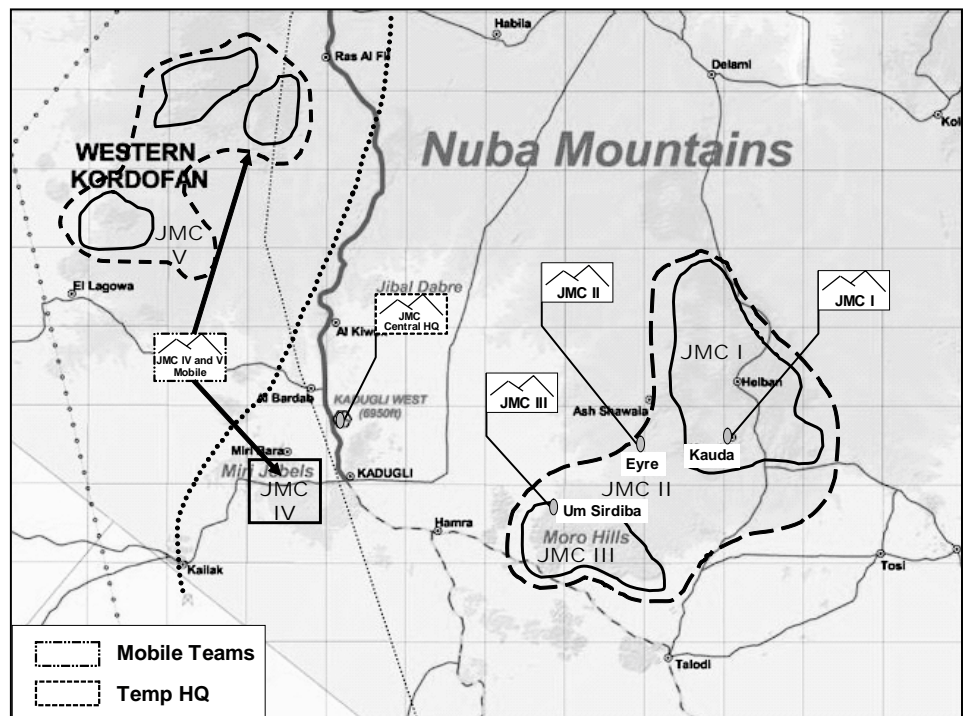 Habila
Ras Al Fil
Delami
Nuba Mountains
WESTERN
KORDOFAN
JMC
V
El Lagowa
Jibal Dabre
JMC
Central HQ
JMC II
JMC I
Al Kiwe
JMC I
JMC IV and V
Mobile
Heiban
JMC III
Al Bardab
KADUGLI WEST
(6950ft)
Ash Shawaia
Kauda
Eyre
Miri Bara
Miri Jebels
KADUGLI
JMC
IV
JMC II
Um Sirdiba
Hamra
Moro Hills
JMC III
Tosi
Kailak
Talodi
Mobile Teams
Temp HQ